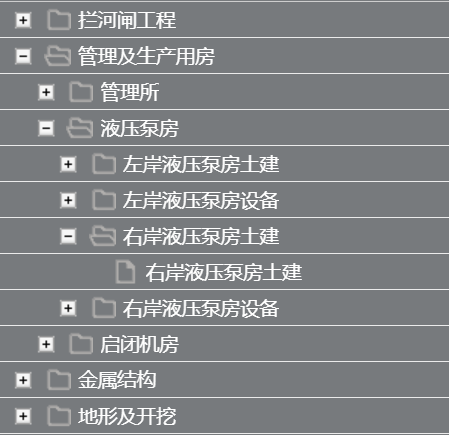 拦河闸工程
管理及生产用房
管理所
液压泵房
左岸液压泵房土建
左岸液压泵房设备
右岸液压泵房土建
右岸液压泵房土建
右岸液压泵房设备
启闭机房
金属结构
地形及开挖